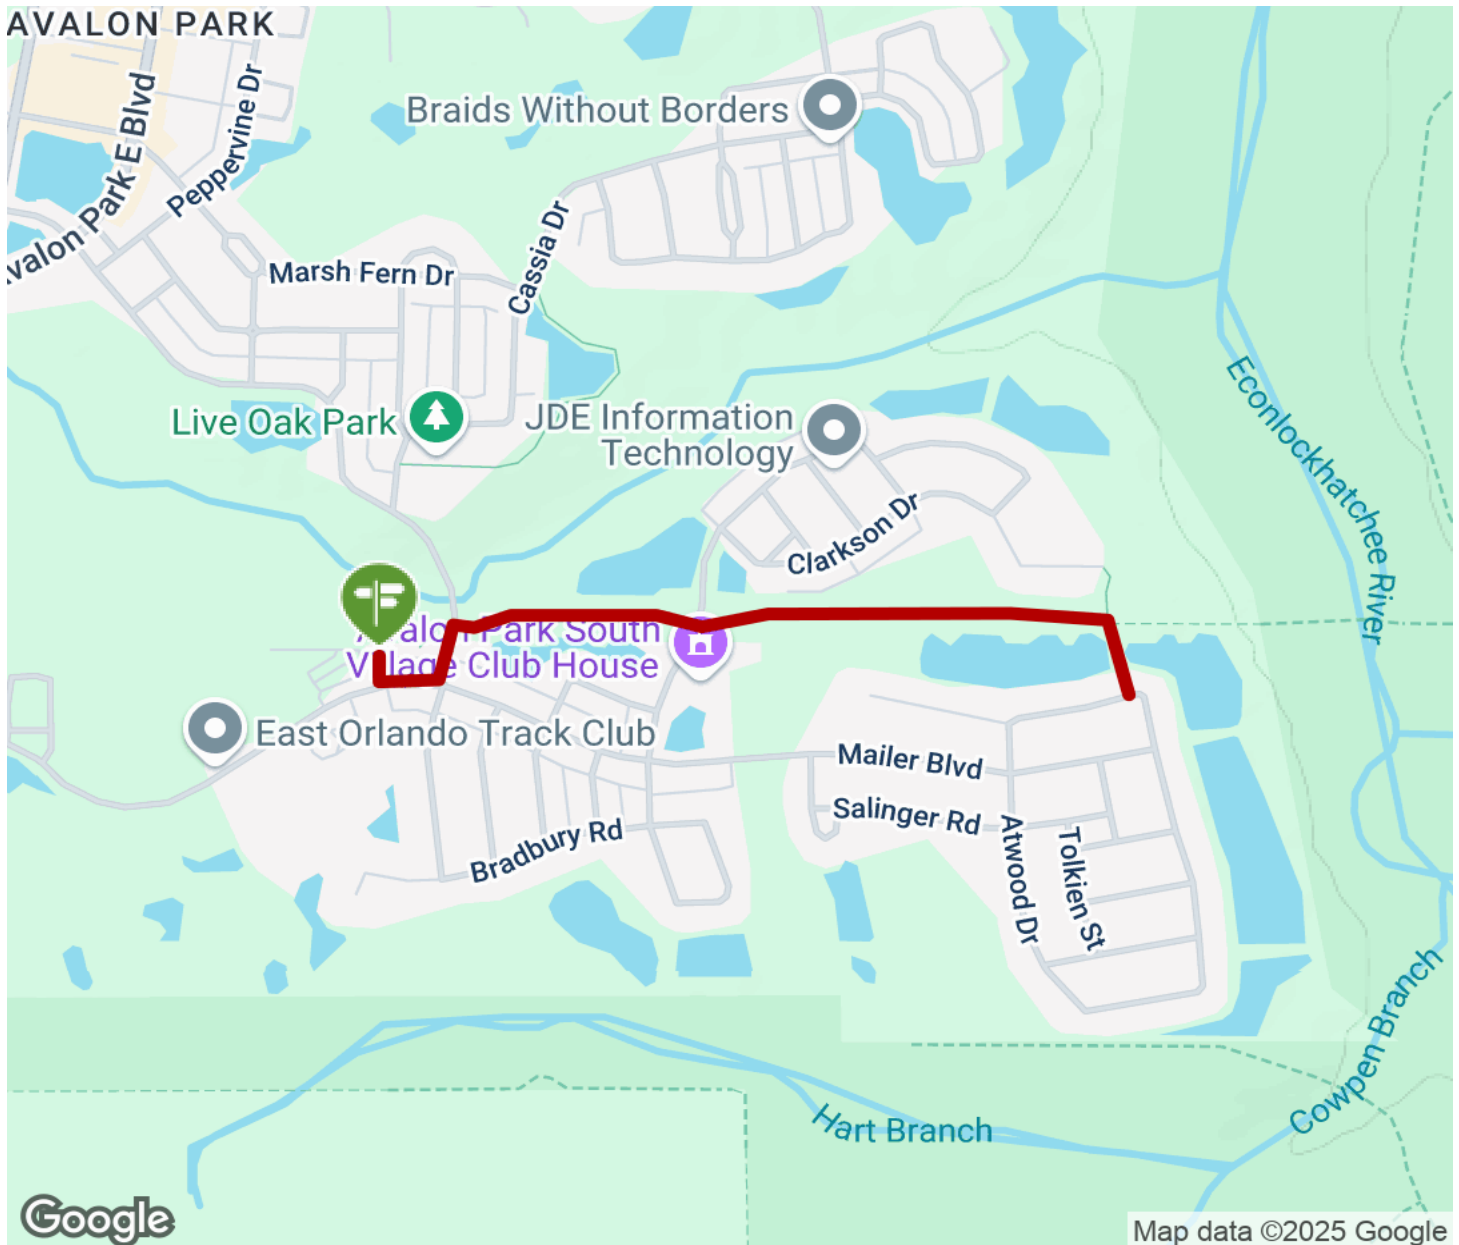 AVALON PARK
Avalon Park E Blvd
Peppervine Dr
Braids Without Borders
Marsh Fern Dr
Cassia Dr
Live Oak Park
JDE Information
Technology
Clarkson Dr
Econlockhatchee River
Avalon Park South
Village Club House
East Orlando Track Club
Mailer Blvd
Salinger Rd
Bradbury Rd
Atwood Dr
Tolkien St
Cowpen Branch
Hart Branch
Google
Map data ©2025 Google